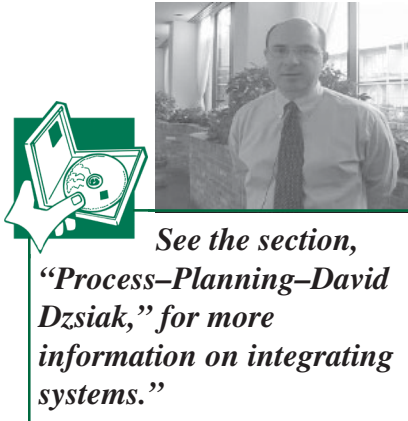 See the section,
“Process–Planning–David
Dzsiak,” for more
information on integrating
systems.”